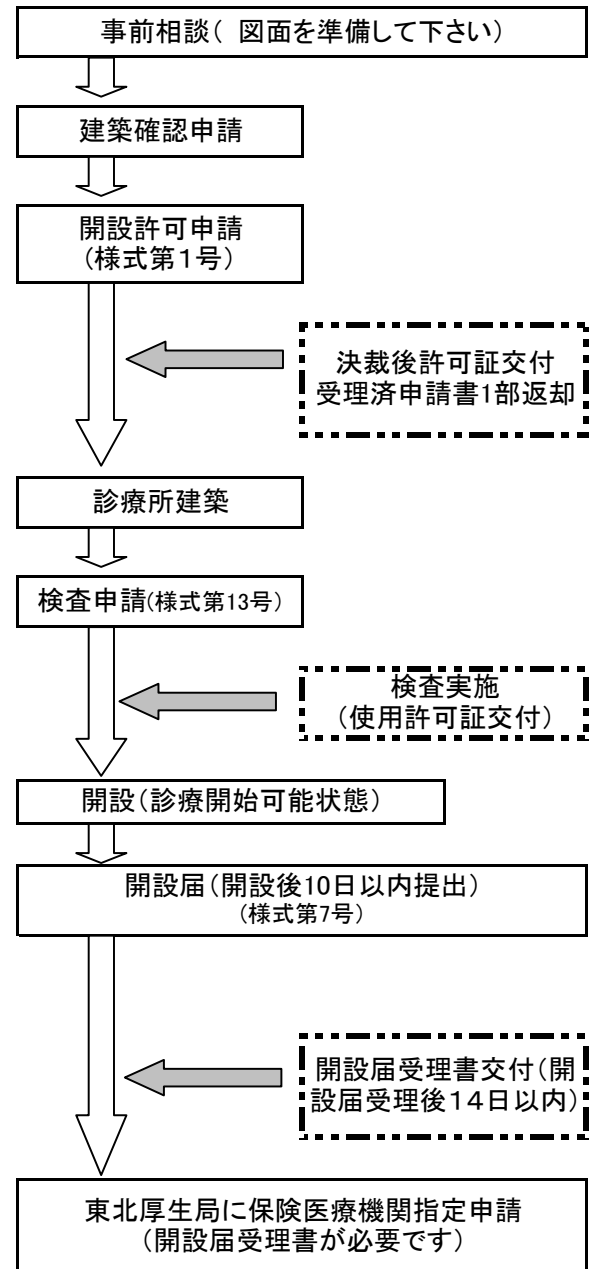 事前相談( 図面を準備して下さい)
建築確認申請
開設許可申請
(様式第1号)
決裁後許可証交付
受理済申請書1部返却
診療所建築
検査申請(様式第13号)
検査実施
(使用許可証交付)
開設(診療開始可能状態)
開設届(開設後10日以内提出)
(様式第7号)
開設届受理書交付(開
設届受理後14日以内)
東北厚生局に保険医療機関指定申請
(開設届受理書が必要です)